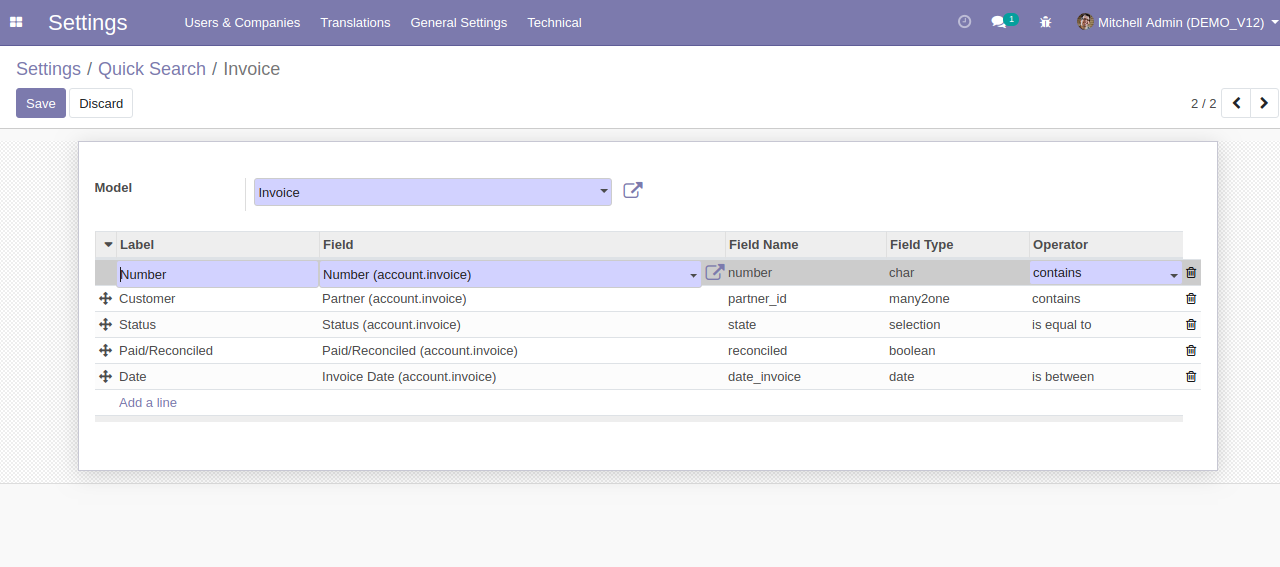 Settings Users & Companies Translations General Settings Technical 1 Mitchell Admin (DEMO_V12)
Settings / Quick Search / Invoice
Save Discard 2 / 2
Model Invoice
Label Field Field Name Field Type Operator
Number Number (account.invoice) number char contains
Customer Partner (account.invoice) partner_id many2one contains
Status Status (account.invoice) state selection is equal to
Paid/Reconciled Paid/Reconciled (account.invoice) reconciled boolean
Date Invoice Date (account.invoice) date_invoice date is between
Add a line